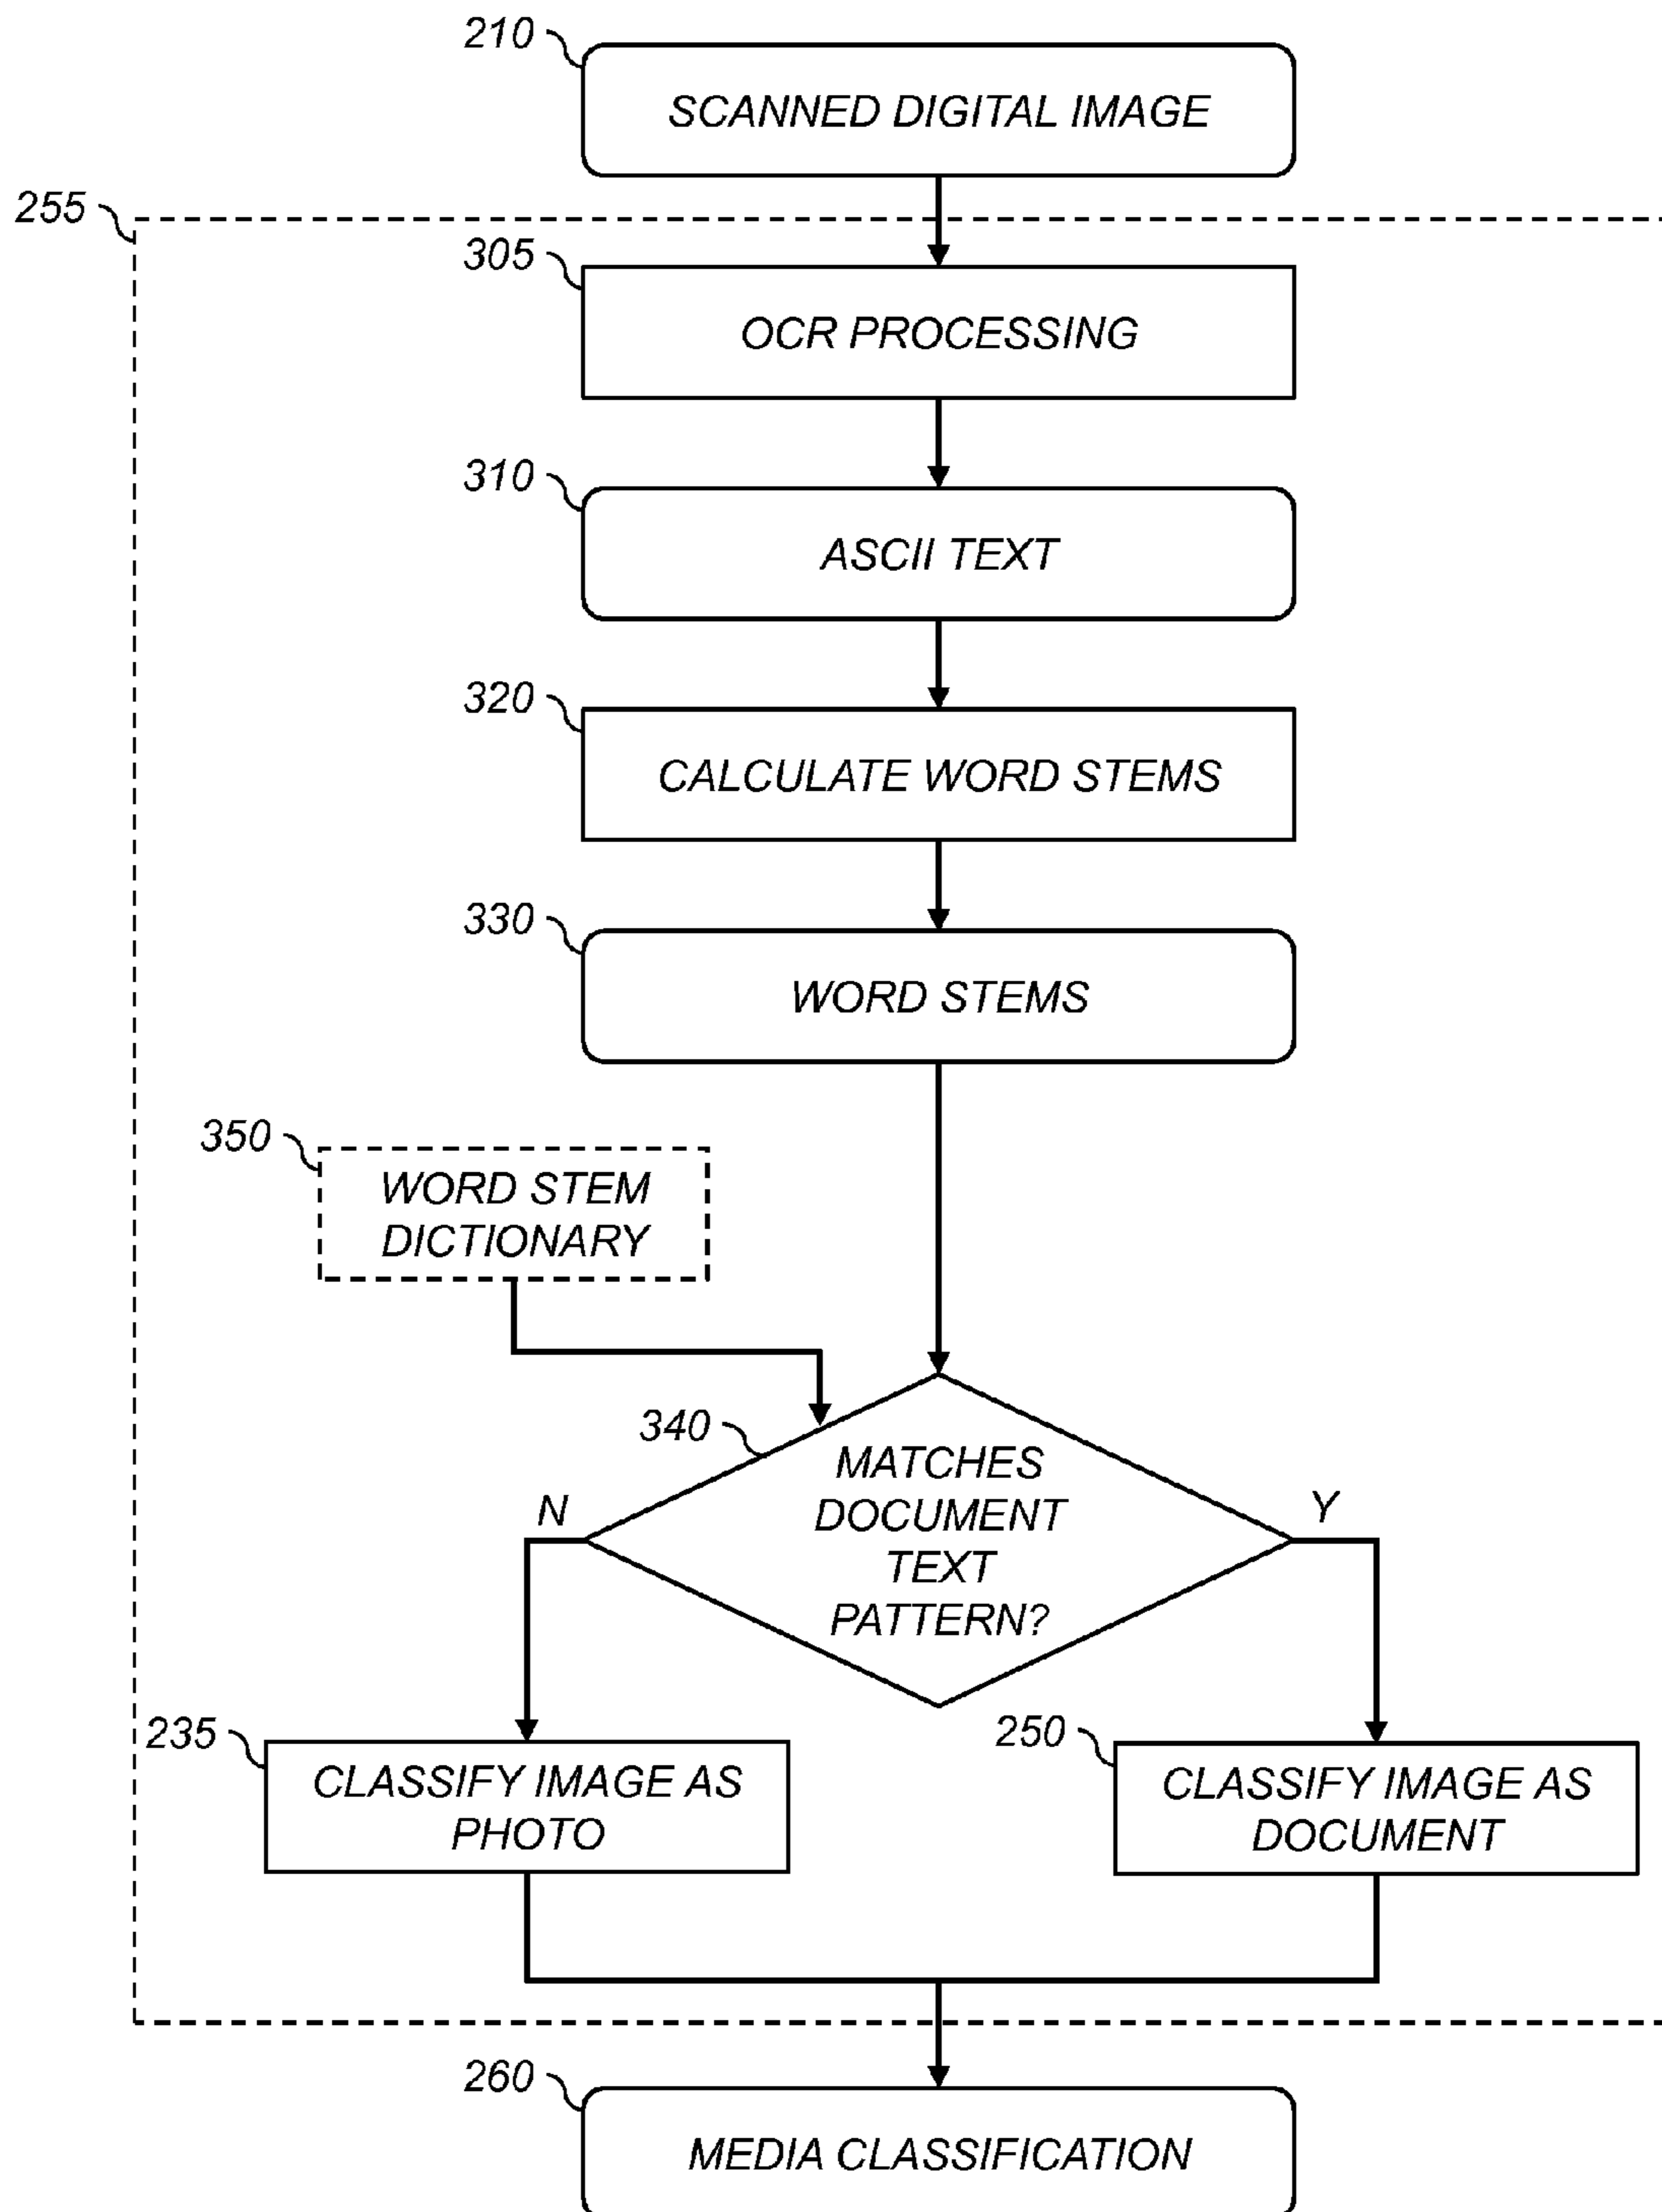 210
SCANNED DIGITAL IMAGE
255
305
OCR PROCESSING
310
ASCII TEXT
320
CALCULATE WORD STEMS
330
WORD STEMS
350
WORD STEM
DICTIONARY
340
MATCHES
DOCUMENT
TEXT
PATTERN?
N
Y
235
CLASSIFY IMAGE AS
PHOTO
250
CLASSIFY IMAGE AS
DOCUMENT
260
MEDIA CLASSIFICATION